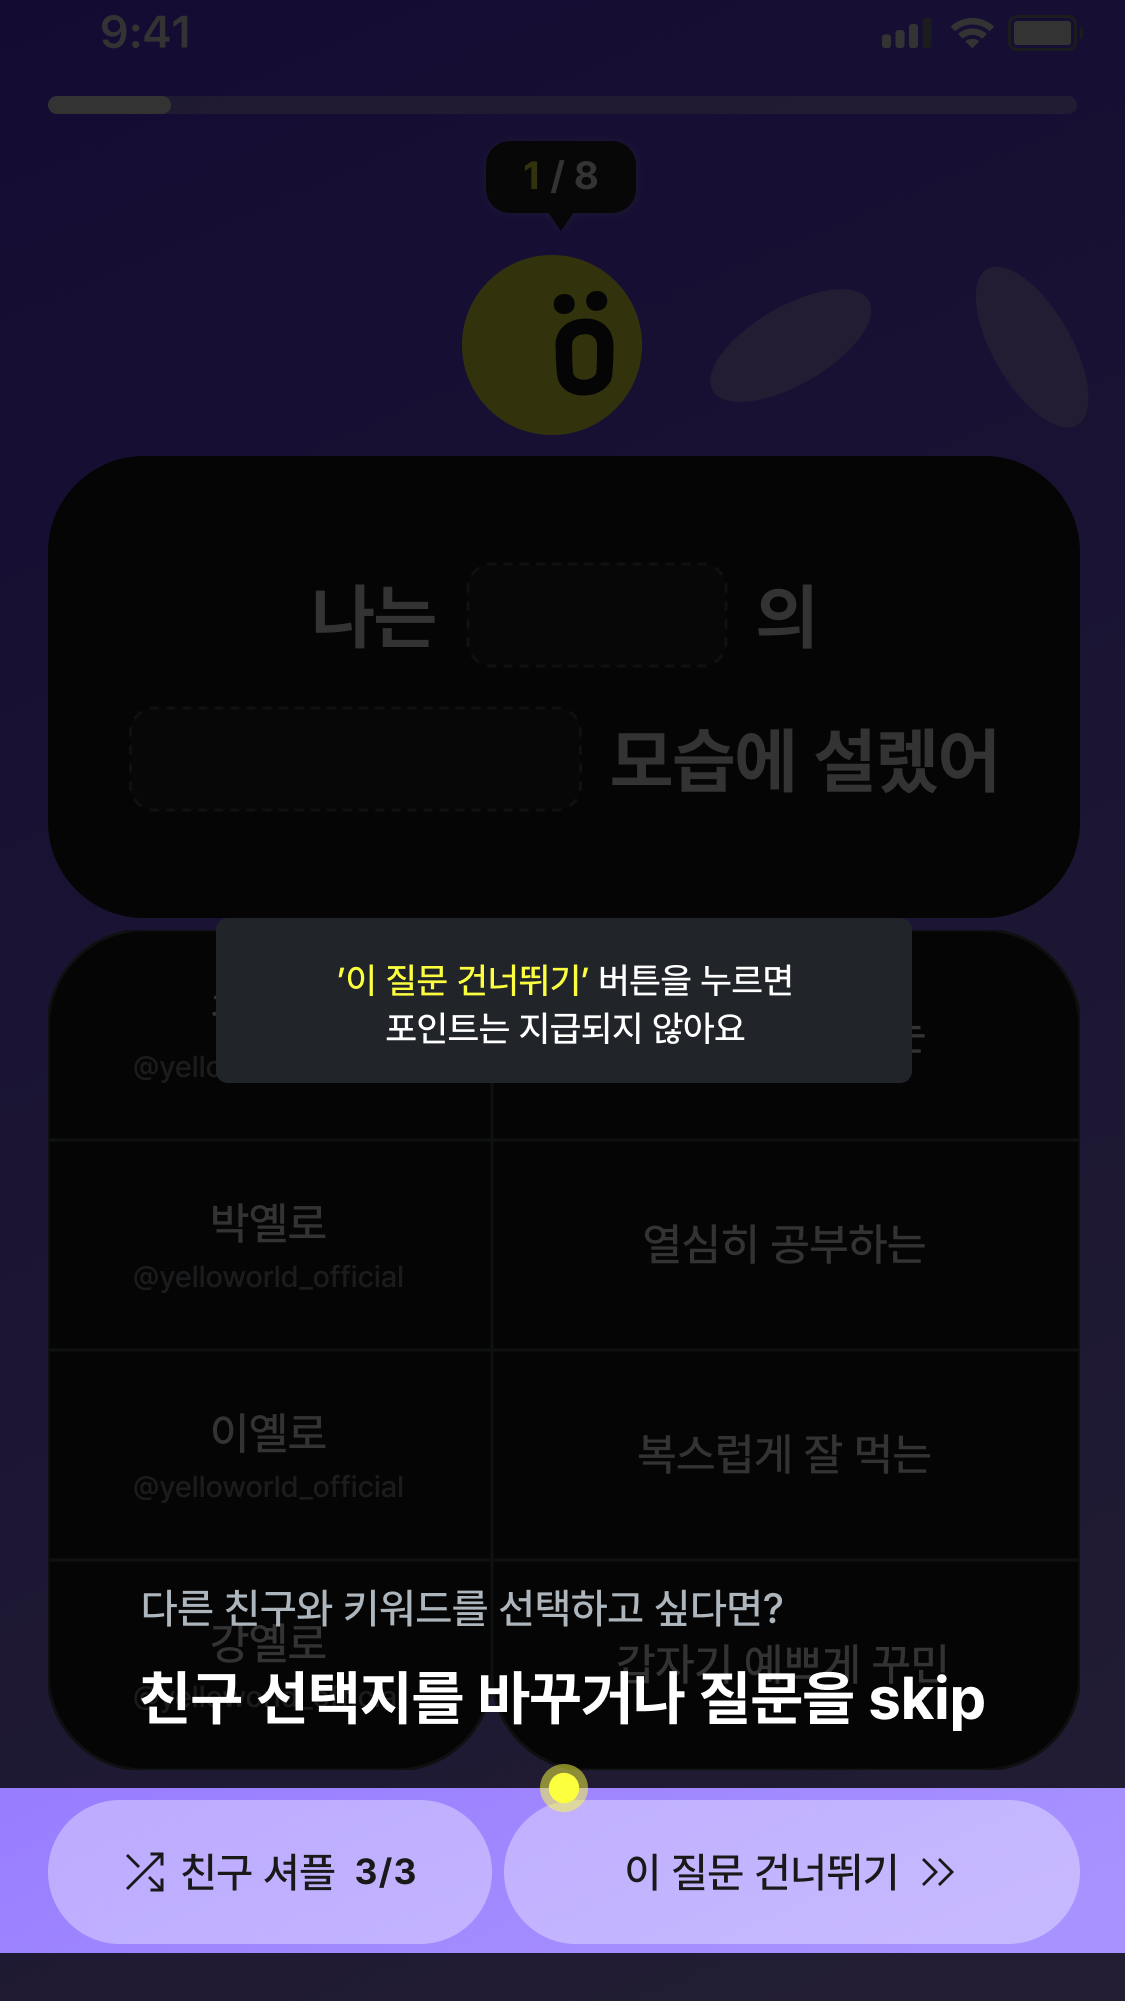 9:41
1 / 8
나는 의
모습에 설렜어
'이 질문 건너뛰기' 버튼을 누르면
포인트는 지급되지 않아요
박옐로
@yelloworld_official
열심히 공부하는
이옐로
@yelloworld_official
복스럽게 잘 먹는
다른 친구와 키워드를 선택하고 싶다면?
강옐로
갑자기 예쁘게 꾸민
친구 선택지를 바꾸거나 질문을 skip
친구 셔플 3/3
이 질문 건너뛰기